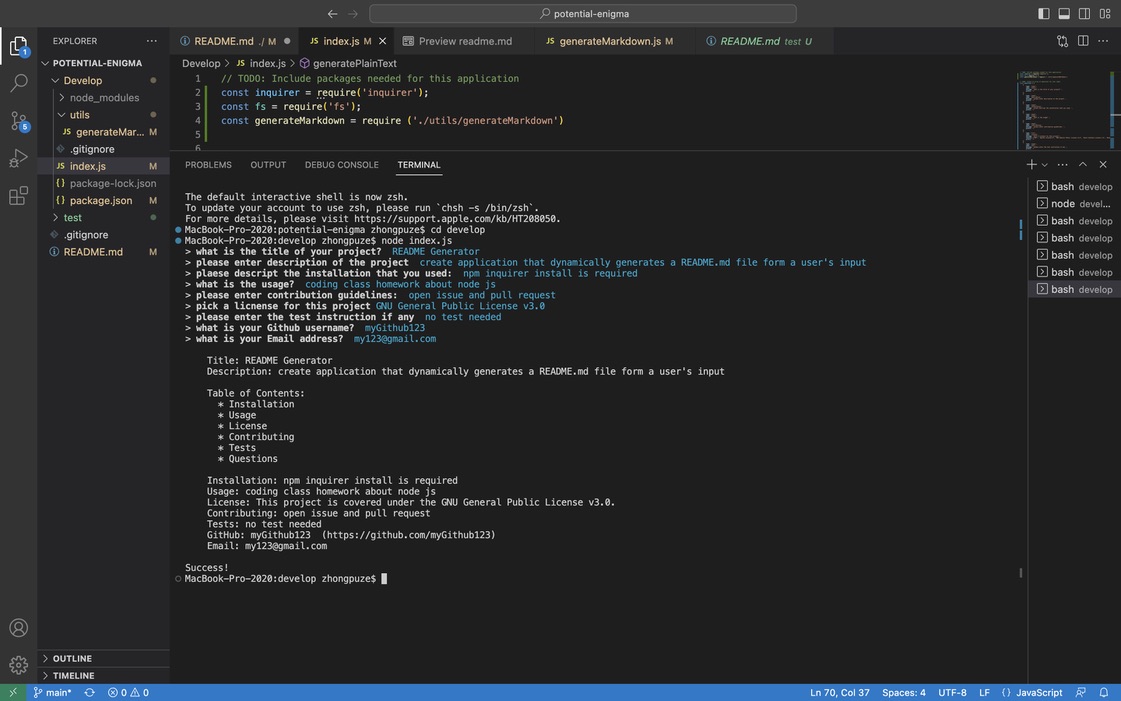 potential-enigma
EXPLORER
README.md ./ M
index.js M
Preview readme.md
generateMarkdown.js M
README.md test U
POTENTIAL-ENIGMA
Develop
node_modules
utils
JS generateMar... M
.gitignore
JS index.js M
{} package-lock.json
{} package.json M
test
.gitignore
README.md M
OUTLINE
TIMELINE
Develop > JS index.js > generatePlainText
1 // TODO: Include packages needed for this application
2 const inquirer = require('inquirer');
3 const fs = require('fs');
4 const generateMarkdown = require ('./utils/generateMarkdown')
5
6
PROBLEMS OUTPUT DEBUG CONSOLE TERMINAL
The default interactive shell is now zsh.
To update your account to use zsh, please run `chsh -s /bin/zsh`.
For more details, please visit https://support.apple.com/kb/HT208050.
MacBook-Pro-2020:potential-enigma zhongpuze$ cd develop
MacBook-Pro-2020:develop zhongpuze$ node index.js
> what is the title of your project? README Generator
> please enter description of the project create application that dynamically generates a README.md file form a user's input
> plaese descript the installation that you used: npm inquirer install is required
> what is the usage? coding class homework about node js
> please enter contribution guidelines: open issue and pull request
> pick a licnense for this project GNU General Public License v3.0
> please enter the test instruction if any no test needed
> what is your Github username? myGithub123
> what is your Email address? my123@gmail.com
Title: README Generator
Description: create application that dynamically generates a README.md file form a user's input
Table of Contents:
* Installation
* Usage
* License
* Contributing
* Tests
* Questions
Installation: npm inquirer install is required
Usage: coding class homework about node js
License: This project is covered under the GNU General Public License v3.0.
Contributing: open issue and pull request
Tests: no test needed
GitHub: myGithub123 (https://github.com/myGithub123)
Email: my123@gmail.com
Success!
MacBook-Pro-2020:develop zhongpuze$
bash develop
node devel...
bash develop
bash develop
bash develop
bash develop
bash develop
1
5
main* 0 0
Ln 70, Col 37 Spaces: 4 UTF-8 LF {} JavaScript